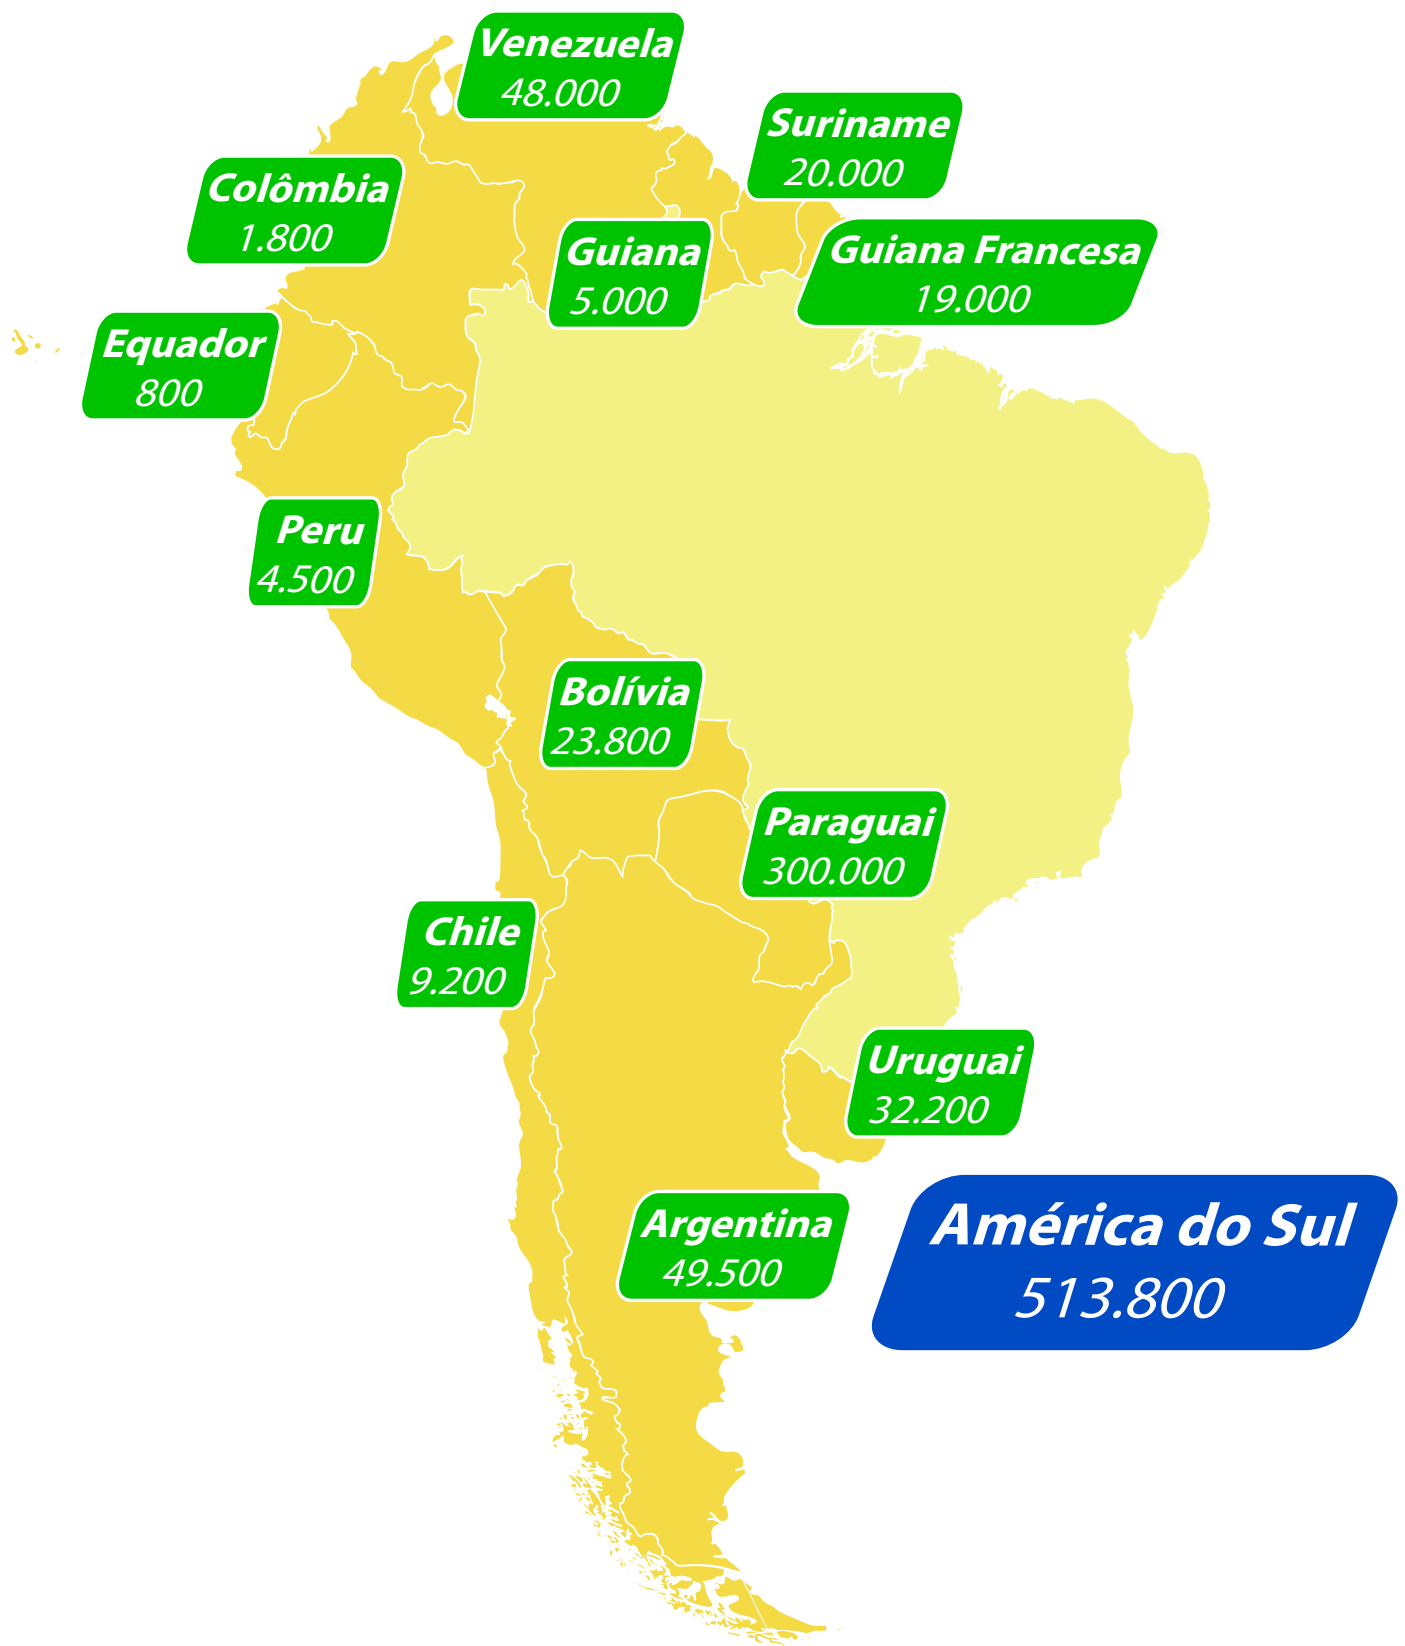 Venezuela
48.000
Suriname
20.000
Colômbia
1.800
Guiana
5.000
Guiana Francesa
19.000
Equador
800
Peru
4.500
Bolívia
23.800
Paraguai
300.000
Chile
9.200
Uruguai
32.200
Argentina
49.500
América do Sul
513.800